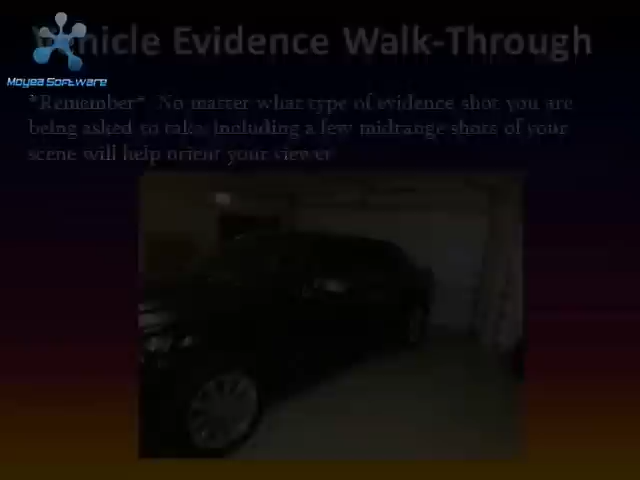 Vehicle Evidence Walk-Through
Moyea Software
*Remember* No matter what type of evidence shot you are
being asked to take, including a few midrange shots of your
scene will help orient your viewer